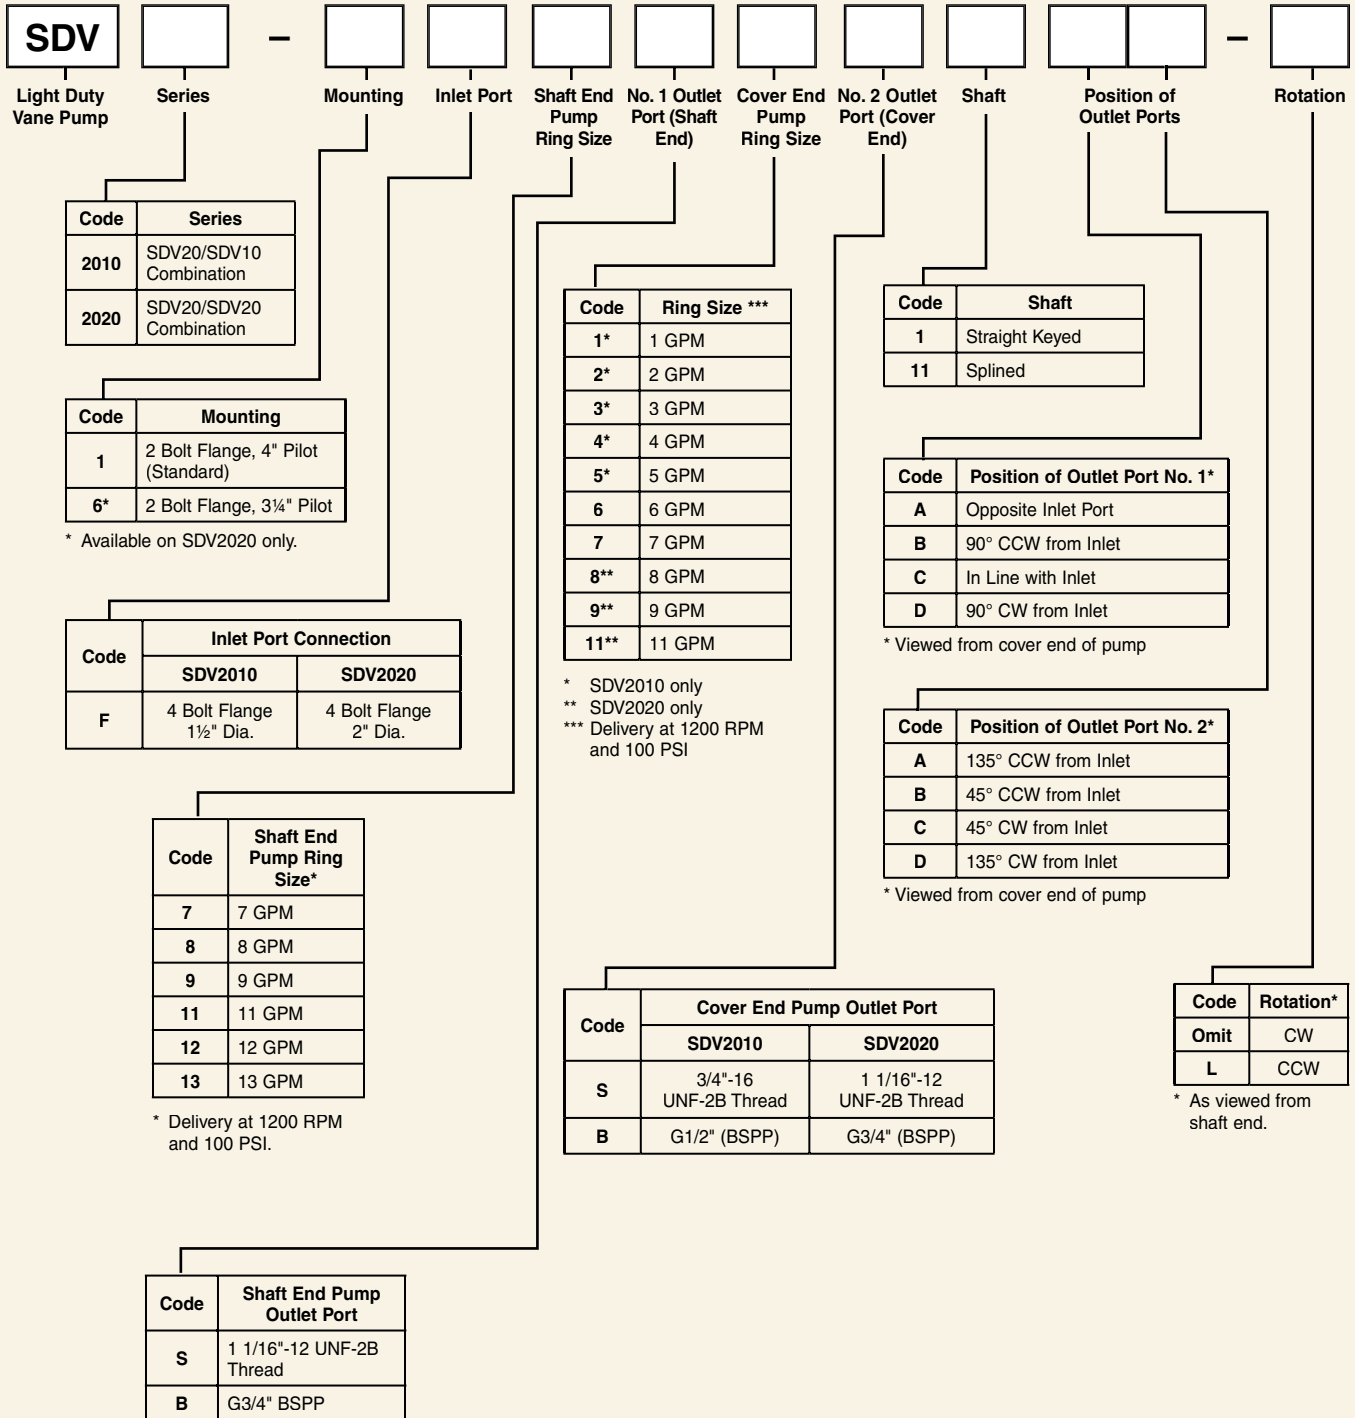 SDV
–
–
Light Duty
Vane Pump
Series
Mounting
Inlet Port
Shaft End
Pump
Ring Size
No. 1 Outlet
Port (Shaft
End)
Cover End
Pump
Ring Size
No. 2 Outlet
Port (Cover
End)
Shaft
Position of
Outlet Ports
Rotation
Code Series
2010 SDV20/SDV10
Combination
2020 SDV20/SDV20
Combination
Code Mounting
1 2 Bolt Flange, 4" Pilot
(Standard)
6* 2 Bolt Flange, 3¼" Pilot
* Available on SDV2020 only.
Code Inlet Port Connection
SDV2010 SDV2020
F 4 Bolt Flange
1½" Dia.
4 Bolt Flange
2" Dia.
Code Shaft End
Pump Ring
Size*
7 7 GPM
8 8 GPM
9 9 GPM
11 11 GPM
12 12 GPM
13 13 GPM
* Delivery at 1200 RPM
and 100 PSI.
Code Shaft End Pump
Outlet Port
S 1 1/16"-12 UNF-2B
Thread
B G3/4" BSPP
Code Ring Size ***
1* 1 GPM
2* 2 GPM
3* 3 GPM
4* 4 GPM
5* 5 GPM
6 6 GPM
7 7 GPM
8** 8 GPM
9** 9 GPM
11** 11 GPM
* SDV2010 only
** SDV2020 only
*** Delivery at 1200 RPM
and 100 PSI
Code Cover End Pump Outlet Port
SDV2010 SDV2020
S 3/4"-16
UNF-2B Thread
1 1/16"-12
UNF-2B Thread
B G1/2" (BSPP) G3/4" (BSPP)
Code Shaft
1 Straight Keyed
11 Splined
Code Position of Outlet Port No. 1*
A Opposite Inlet Port
B 90° CCW from Inlet
C In Line with Inlet
D 90° CW from Inlet
* Viewed from cover end of pump
Code Position of Outlet Port No. 2*
A 135° CCW from Inlet
B 45° CCW from Inlet
C 45° CW from Inlet
D 135° CW from Inlet
* Viewed from cover end of pump
Code Rotation*
Omit CW
L CCW
* As viewed from
shaft end.